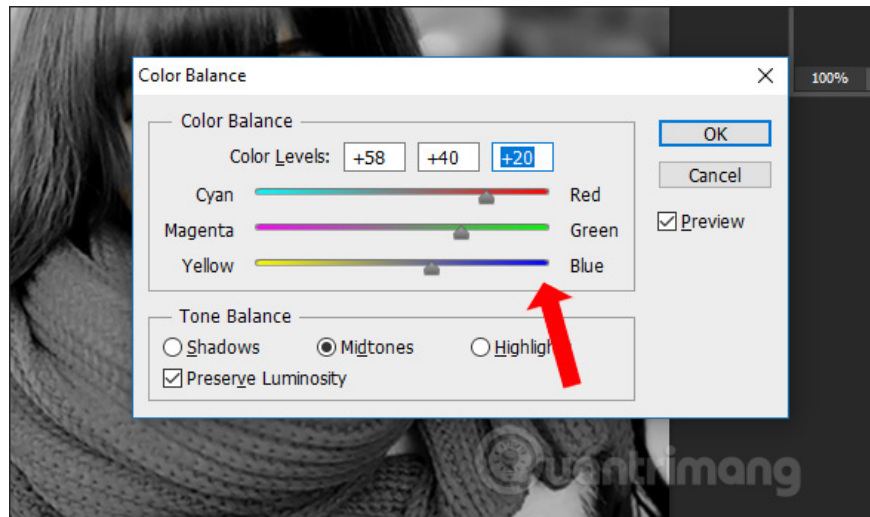 Color Balance
100%
Color Balance
OK
Color Levels: +58 +40 +20
Cancel
Cyan Red
Preview
Magenta Green
Yellow Blue
Tone Balance
Shadows Midtones
Preserve Luminosity
uantrimang